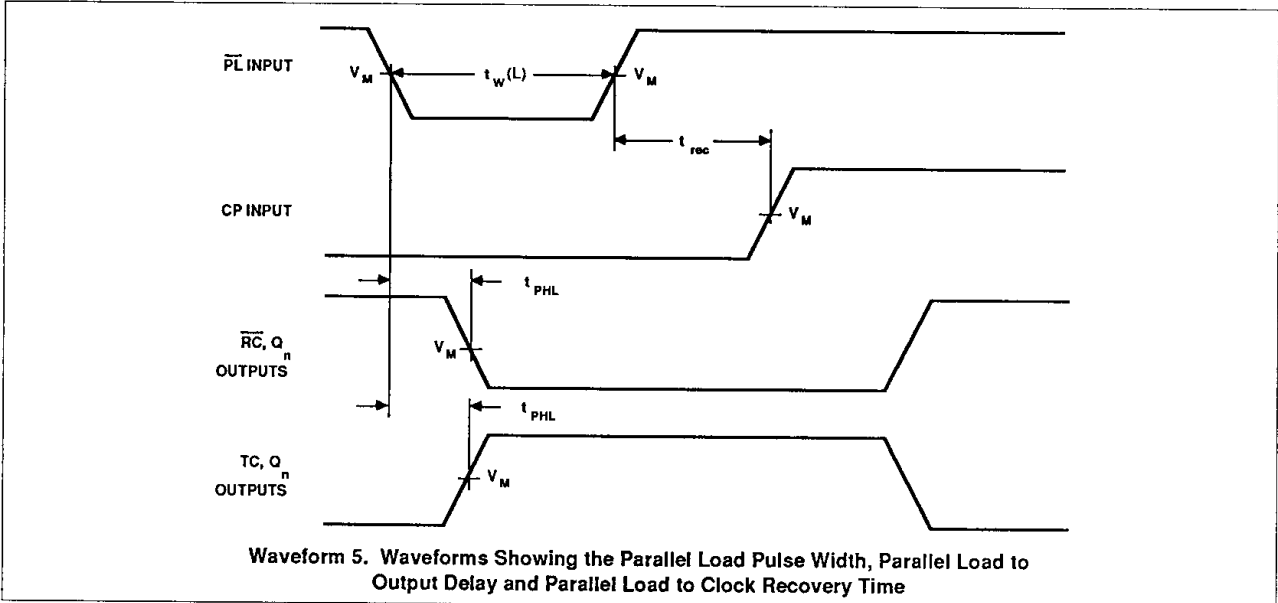 P̅L̅ INPUT
V_M
t_W(L)
V_M
t_rec
CP INPUT
V_M
t_PHL
R̅C̅, Q_n
OUTPUTS
V_M
t_PHL
TC, Q_n
OUTPUTS
V_M
Waveform 5. Waveforms Showing the Parallel Load Pulse Width, Parallel Load to
Output Delay and Parallel Load to Clock Recovery Time